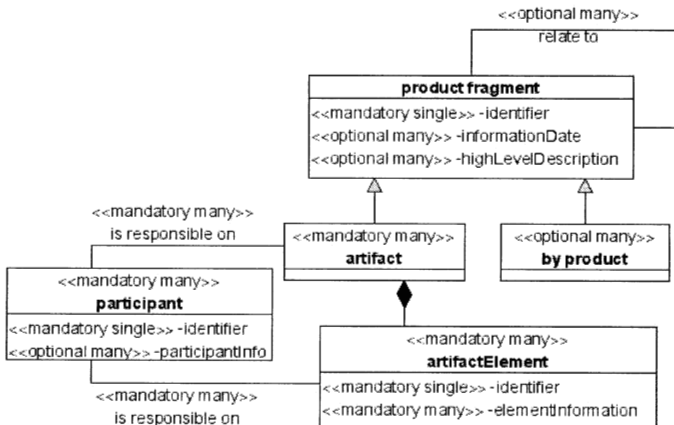 <<optional many>>
relate to
product fragment
<<mandatory single>> -identifier
<<optional many>> -informationDate
<<optional many>> -highLevelDescription
<<mandatory many>>
is responsible on
<<mandatory many>>
artifact
<<optional many>>
by product
<<mandatory many>>
participant
<<mandatory single>> -identifier
<<optional many>> -participantInfo
<<mandatory many>>
artifactElement
<<mandatory single>> -identifier
<<mandatory many>> -elementInformation
<<mandatory many>>
is responsible on